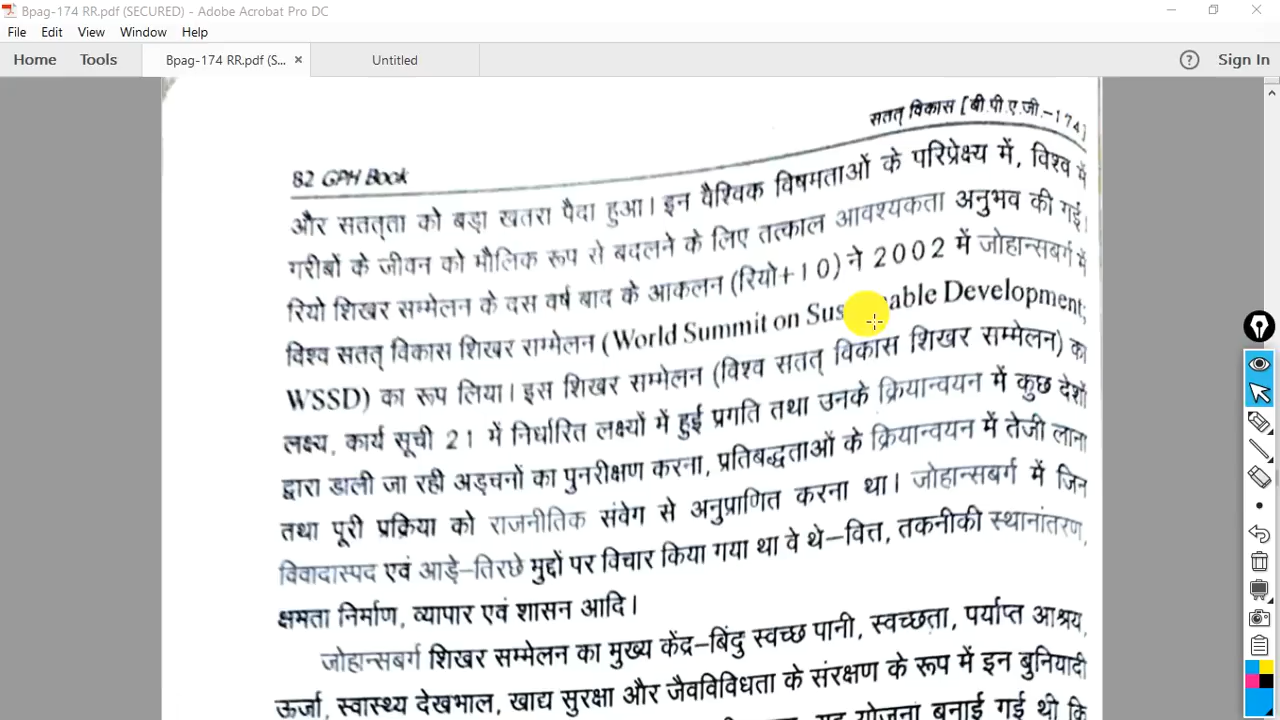 Bpag-174 RR.pdf (SECURED) - Adobe Acrobat Pro DC
File Edit View Window Help
Home Tools Bpag-174 RR.pdf (S... × Untitled Sign In
सतत् विकास [बी.पी.ए.जी.-174]
82 GPH Book
और सतत्ता को बड़ा खतरा पैदा हुआ। इन वैश्विक विषमताओं के परिप्रेक्ष्य में, विश्व में
गरीबों के जीवन को मौलिक रूप से बदलने के लिए तत्काल आवश्यकता अनुभव की गई।
रियो शिखर सम्मेलन के दस वर्ष बाद के आकलन (रियो+10) ने 2002 में जोहान्सबर्ग में
विश्व सतत् विकास शिखर सम्मेलन (World Summit on Sus able Development;
WSSD) का रूप लिया। इस शिखर सम्मेलन (विश्व सतत् विकास शिखर सम्मेलन) का
लक्ष्य, कार्य सूची 21 में निर्धारित लक्ष्यों में हुई प्रगति तथा उनके क्रियान्वयन में कुछ देशों
द्वारा डाली जा रही अड़चनों का पुनरीक्षण करना, प्रतिबद्धताओं के क्रियान्वयन में तेजी लाना
तथा पूरी प्रक्रिया को राजनीतिक संवेग से अनुप्राणित करना था। जोहान्सबर्ग में जिन
विवादास्पद एवं आड़े-तिरछे मुद्दों पर विचार किया गया था वे थे–वित्त, तकनीकी स्थानांतरण,
क्षमता निर्माण, व्यापार एवं शासन आदि।
जोहान्सबर्ग शिखर सम्मेलन का मुख्य केंद्र-बिंदु स्वच्छ पानी, स्वच्छता, पर्याप्त आश्रय,
ऊर्जा, स्वास्थ्य देखभाल, खाद्य सुरक्षा और जैवविविधता के संरक्षण के रूप में इन बुनियादी
यह योजना बनाई गई थी कि